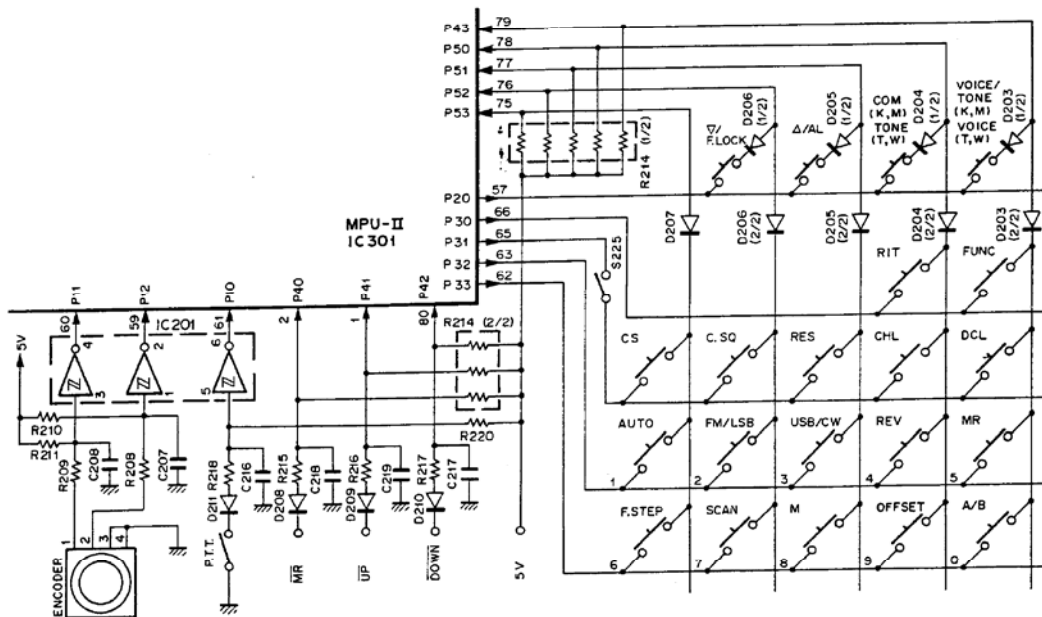 P43 79
P50 78
P51 77
P52 76
P53 75
R214 (1/2)
▽/F.LOCK D206 (1/2)
△/AL D205 (1/2)
COM (K,M) TONE (T,W) D204 (1/2)
VOICE/TONE (K,M) VOICE (T,W) D203 (1/2)
MPU-II
IC301
P20 57
P30 66
P31 65
P32 63
P33 62
S225
D207
D206 (2/2)
D205 (2/2)
D204 (2/2)
D203 (2/2)
RIT FUNC
P11 P12 P10 P40 P41 P42
60 59 61 2 1 80
IC201
5V
4 2 6
3 5
R214 (2/2)
R220
CS C.SQ RES CHL DCL
AUTO FM/LSB USB/CW REV MR
1 2 3 4 5
F.STEP SCAN M OFFSET A/B
6 7 8 9 0
R210
R211
R209 C208 R208 C207
R218 C216 R215 C218 R216 C219 R217 C217
D211 D208 D209 D210
P.T.T. MR UP DOWN 5V
1 2 3 4
ENCODER